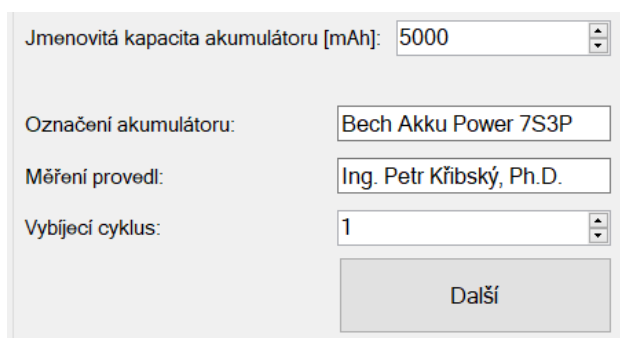 Jmenovitá kapacita akumulátoru [mAh]: 5000
Označení akumulátoru: Bech Akku Power 7S3P
Měření provedl: Ing. Petr Křibský, Ph.D.
Vybíjecí cyklus: 1
Další